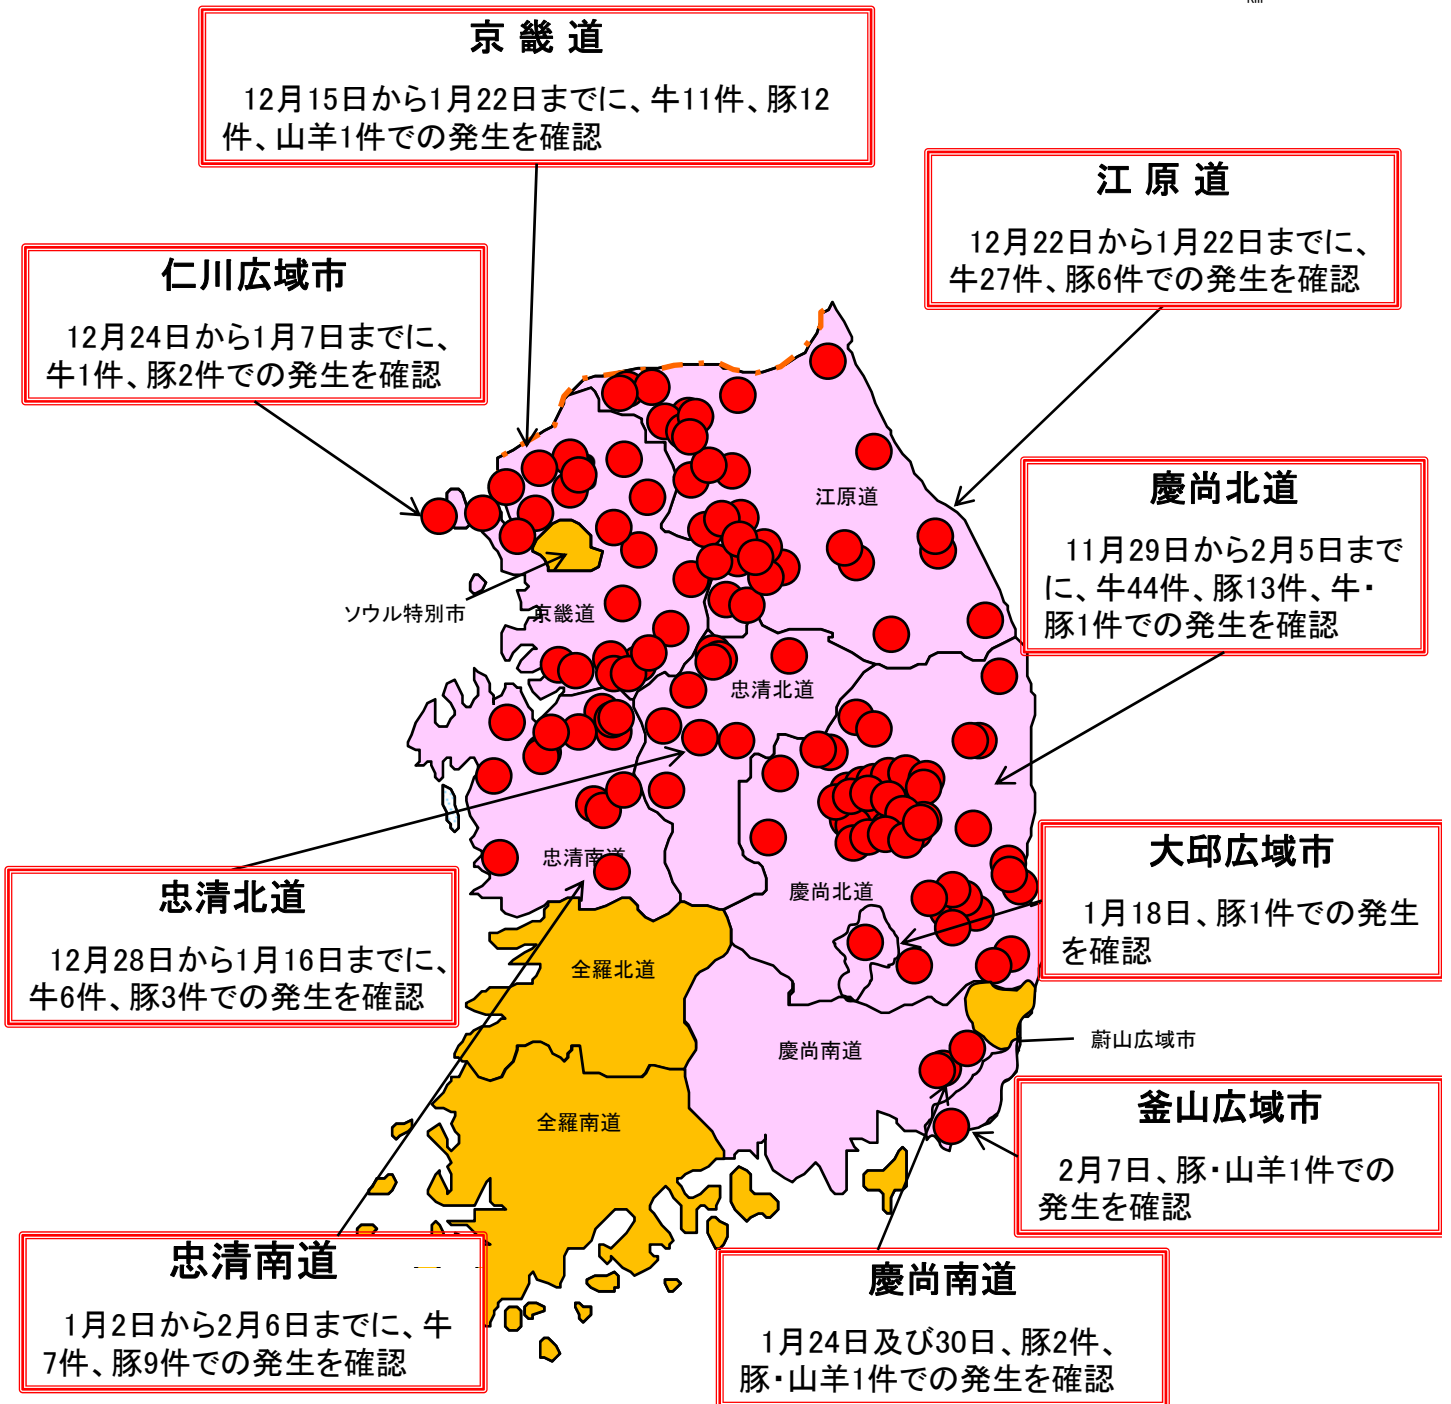 km
京 畿 道
12月15日から1月22日までに、牛11件、豚12
件、山羊1件での発生を確認
江 原 道
12月22日から1月22日までに、
牛27件、豚6件での発生を確認
仁川広域市
12月24日から1月7日までに、
牛1件、豚2件での発生を確認
慶尚北道
11月29日から2月5日まで
に、牛44件、豚13件、牛・
豚1件での発生を確認
江原道
ソウル特別市
京畿道
忠清北道
忠清南道
慶尚北道
大邱広域市
1月18日、豚1件での発生
を確認
忠清北道
12月28日から1月16日までに、
牛6件、豚3件での発生を確認
全羅北道
慶尚南道
蔚山広域市
全羅南道
釜山広域市
2月7日、豚・山羊1件での
発生を確認
忠清南道
1月2日から2月6日までに、牛
7件、豚9件での発生を確認
慶尚南道
1月24日及び30日、豚2件、
豚・山羊1件での発生を確認